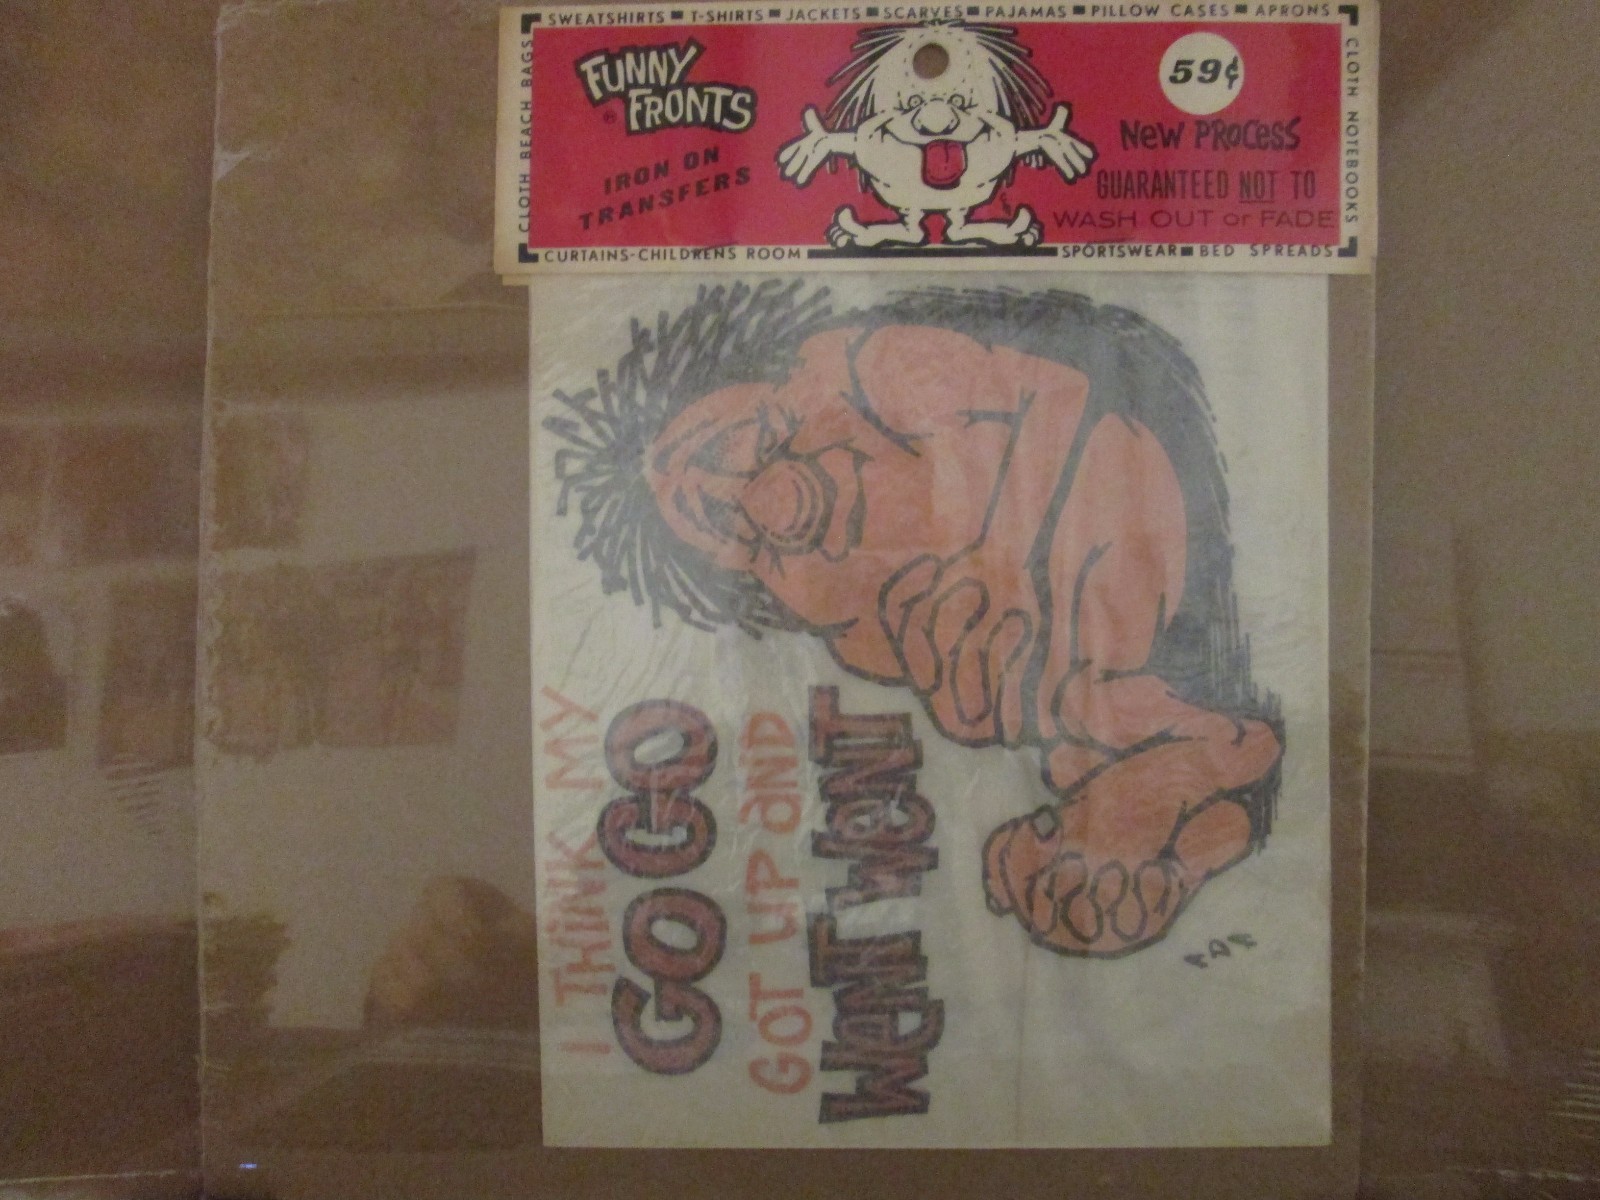 SWEATSHIRTS ■ T-SHIRTS ■ JACKETS ■ SCARVES ■ PAJAMAS ■ PILLOW CASES ■ APRONS
CLOTH BEACH BAGS
CLOTH NOTEBOOKS
FUNNY
FRONTS
®
IRON ON
TRANSFERS
59¢
NeW PROCeSS
GUARANTEED NOT TO
WASH OUT or FADE
CURTAINS-CHILDRENS ROOM
SPORTSWEAR ■ BED SPREADS
I THiNK MY
GO GO
GOT UP aND
WeNT WeNT